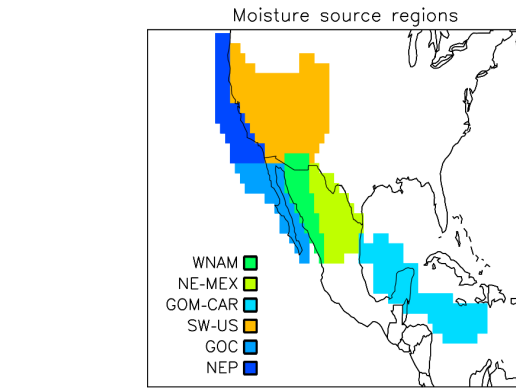 Moisture source regions
WNAM
NE-MEX
GOM-CAR
SW-US
GOC
NEP